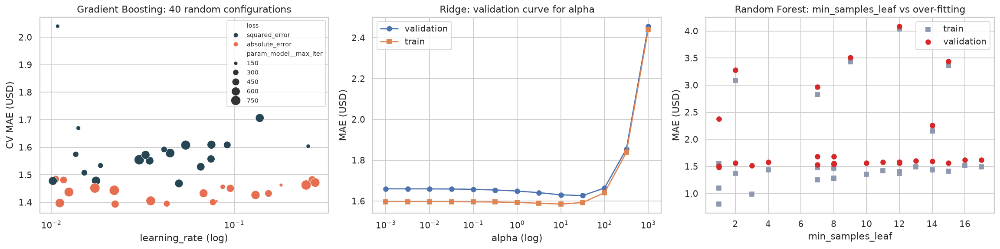 Gradient Boosting: 40 random configurations
CV MAE (USD)
2.0
1.9
1.8
1.7
1.6
1.5
1.4
loss
squared_error
absolute_error
param_model__max_iter
150
300
450
600
750
10⁻²
10⁻¹
learning_rate (log)
Ridge: validation curve for alpha
MAE (USD)
2.4
2.2
2.0
1.8
1.6
validation
train
10⁻³
10⁻²
10⁻¹
10⁰
10¹
10²
10³
alpha (log)
Random Forest: min_samples_leaf vs over-fitting
MAE (USD)
4.0
3.5
3.0
2.5
2.0
1.5
1.0
train
validation
2
4
6
8
10
12
14
16
min_samples_leaf